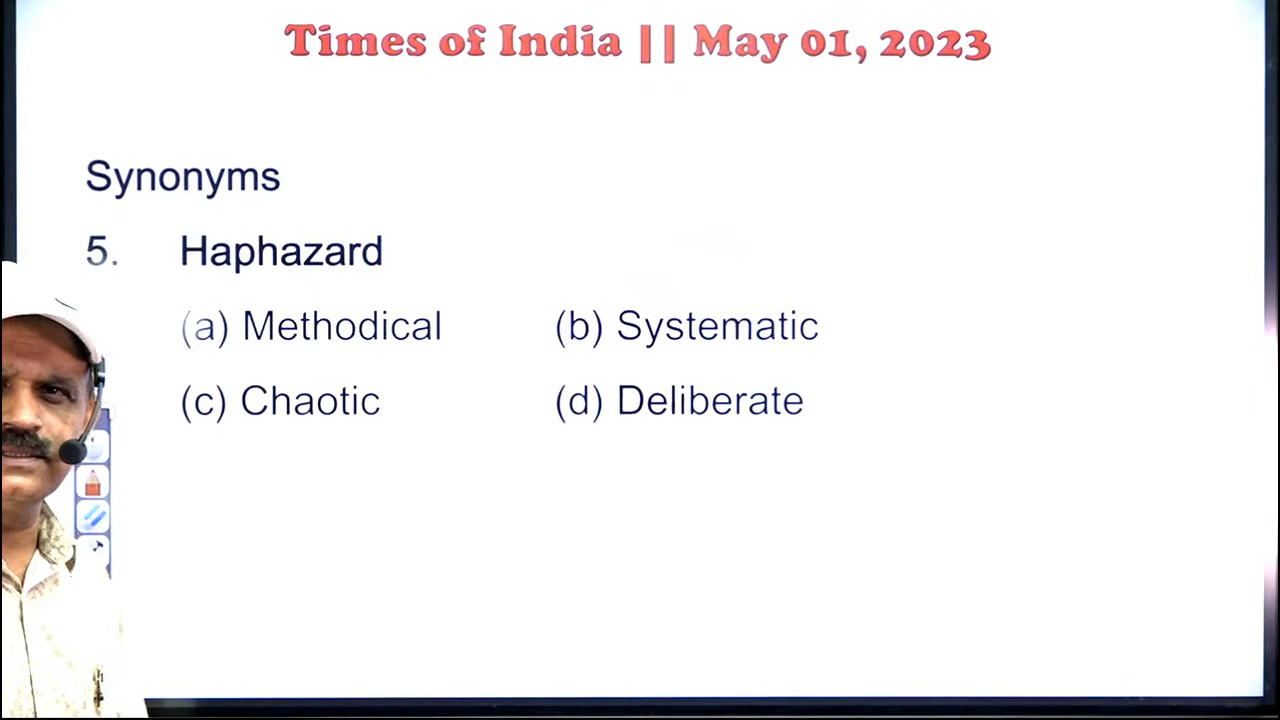 Times of India || May 01, 2023
Synonyms
5. Haphazard
(a) Methodical (b) Systematic
(c) Chaotic (d) Deliberate